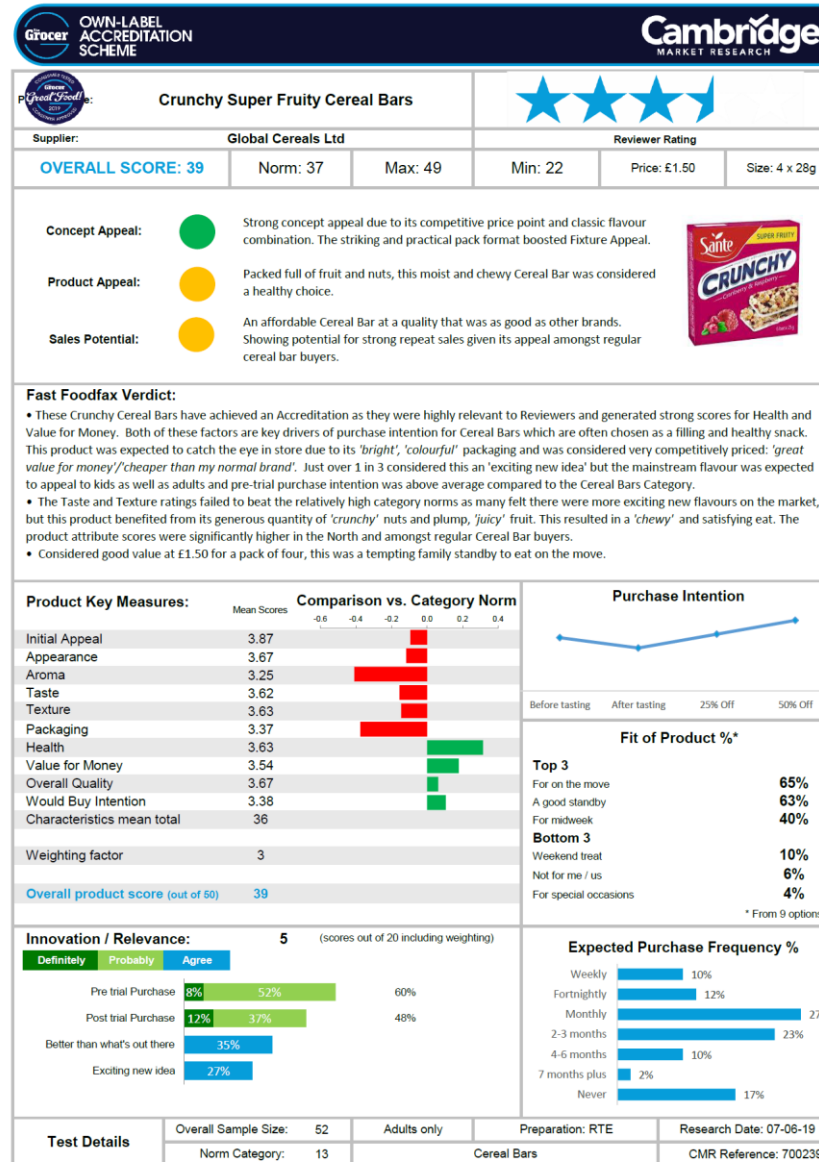 Grocer
OWN-LABEL
ACCREDITATION
SCHEME
Cambridge
MARKET RESEARCH
Grocer
Great Food!
2019
Crunchy Super Fruity Cereal Bars
Supplier: Global Cereals Ltd Reviewer Rating
OVERALL SCORE: 39 Norm: 37 Max: 49 Min: 22 Price: £1.50 Size: 4 x 28g
Concept Appeal:
Strong concept appeal due to its competitive price point and classic flavour
combination. The striking and practical pack format boosted Fixture Appeal.
Product Appeal:
Packed full of fruit and nuts, this moist and chewy Cereal Bar was considered
a healthy choice.
Sales Potential:
An affordable Cereal Bar at a quality that was as good as other brands.
Showing potential for strong repeat sales given its appeal amongst regular
cereal bar buyers.
Santé
SUPER FRUITY
CRUNCHY
Cranberry & Raspberry
Fast Foodfax Verdict:
• These Crunchy Cereal Bars have achieved an Accreditation as they were highly relevant to Reviewers and generated strong scores for Health and
Value for Money. Both of these factors are key drivers of purchase intention for Cereal Bars which are often chosen as a filling and healthy snack.
This product was expected to catch the eye in store due to its 'bright', 'colourful' packaging and was considered very competitively priced: 'great
value for money'/'cheaper than my normal brand'. Just over 1 in 3 considered this an 'exciting new idea' but the mainstream flavour was expected
to appeal to kids as well as adults and pre-trial purchase intention was above average compared to the Cereal Bars Category.
• The Taste and Texture ratings failed to beat the relatively high category norms as many felt there were more exciting new flavours on the market,
but this product benefited from its generous quantity of 'crunchy' nuts and plump, 'juicy' fruit. This resulted in a 'chewy' and satisfying eat. The
product attribute scores were significantly higher in the North and amongst regular Cereal Bar buyers.
• Considered good value at £1.50 for a pack of four, this was a tempting family standby to eat on the move.
Product Key Measures: Mean Scores Comparison vs. Category Norm
-0.6 -0.4 -0.2 0.0 0.2 0.4
Initial Appeal 3.87
Appearance 3.67
Aroma 3.25
Taste 3.62
Texture 3.63
Packaging 3.37
Health 3.63
Value for Money 3.54
Overall Quality 3.67
Would Buy Intention 3.38
Characteristics mean total 36
Weighting factor 3
Overall product score (out of 50) 39
Purchase Intention
Before tasting After tasting 25% Off 50% Off
Fit of Product %*
Top 3
For on the move 65%
A good standby 63%
For midweek 40%
Bottom 3
Weekend treat 10%
Not for me / us 6%
For special occasions 4%
* From 9 options
Innovation / Relevance: 5 (scores out of 20 including weighting)
Definitely Probably Agree
Pre trial Purchase 8% 52% 60%
Post trial Purchase 12% 37% 48%
Better than what's out there 35%
Exciting new idea 27%
Expected Purchase Frequency %
Weekly 10%
Fortnightly 12%
Monthly 27
2-3 months 23%
4-6 months 10%
7 months plus 2%
Never 17%
Test Details
Overall Sample Size: 52 Adults only Preparation: RTE Research Date: 07-06-19
Norm Category: 13 Cereal Bars CMR Reference: 700239